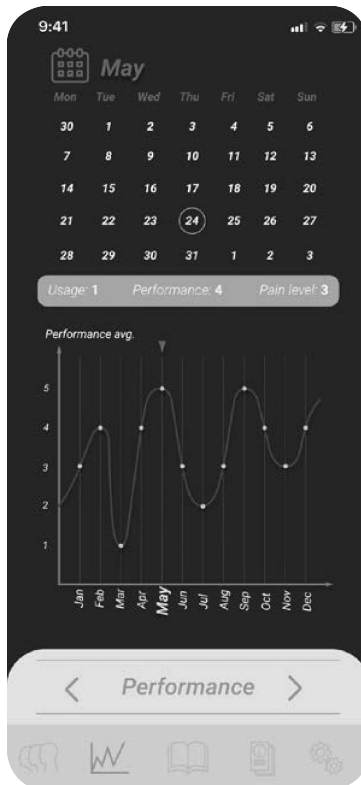 9:41
May
Mon Tue Wed Thu Fri Sat Sun
30 1 2 3 4 5 6
7 8 9 10 11 12 13
14 15 16 17 18 19 20
21 22 23 24 25 26 27
28 29 30 31 1 2 3
Usage: 1 Performance: 4 Pain level: 3
Performance avg.
5
4
3
2
1
Jan Feb Mar Apr May Jun Jul Aug Sep Oct Nov Dec
Performance